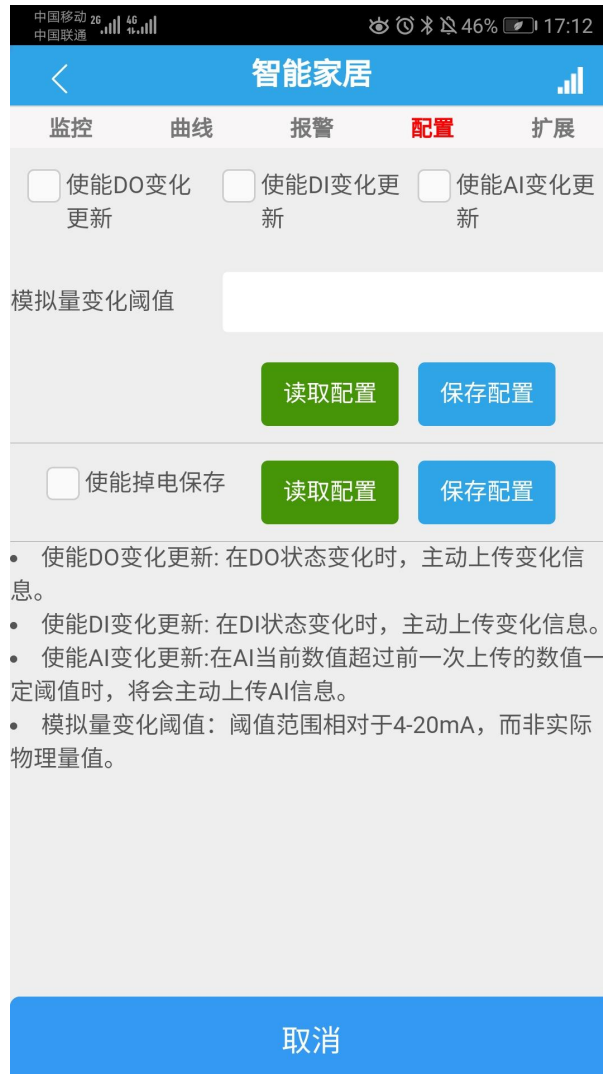 中国移动 2G 4G
中国联通 46% 17:12
智能家居
监控 曲线 报警 配置 扩展
使能DO变化更新 使能DI变化更新 使能AI变化更新
模拟量变化阈值
读取配置 保存配置
使能掉电保存 读取配置 保存配置
• 使能DO变化更新: 在DO状态变化时，主动上传变化信
息。
• 使能DI变化更新: 在DI状态变化时，主动上传变化信息。
• 使能AI变化更新:在AI当前数值超过前一次上传的数值一
定阈值时，将会主动上传AI信息。
• 模拟量变化阈值：阈值范围相对于4-20mA，而非实际
物理量值。
取消